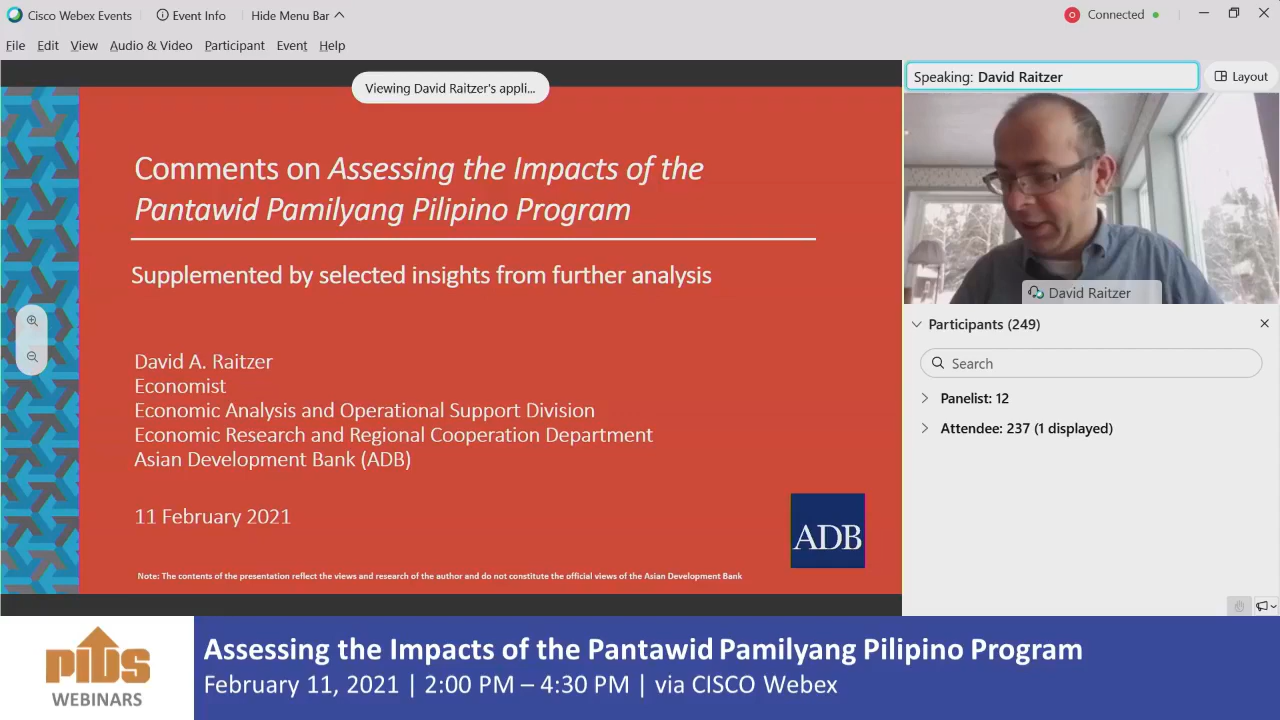 Cisco Webex Events
Event Info
Hide Menu Bar
Connected
File Edit View Audio & Video Participant Event Help
Viewing David Raitzer's appli...
Speaking: David Raitzer
Layout
Comments on Assessing the Impacts of the
Pantawid Pamilyang Pilipino Program
Supplemented by selected insights from further analysis
David A. Raitzer
Economist
Economic Analysis and Operational Support Division
Economic Research and Regional Cooperation Department
Asian Development Bank (ADB)
11 February 2021
ADB
Note: The contents of the presentation reflect the views and research of the author and do not constitute the official views of the Asian Development Bank
David Raitzer
Participants (249)
Search
Panelist: 12
Attendee: 237 (1 displayed)
PIDS
WEBINARS
Assessing the Impacts of the Pantawid Pamilyang Pilipino Program
February 11, 2021 | 2:00 PM – 4:30 PM | via CISCO Webex